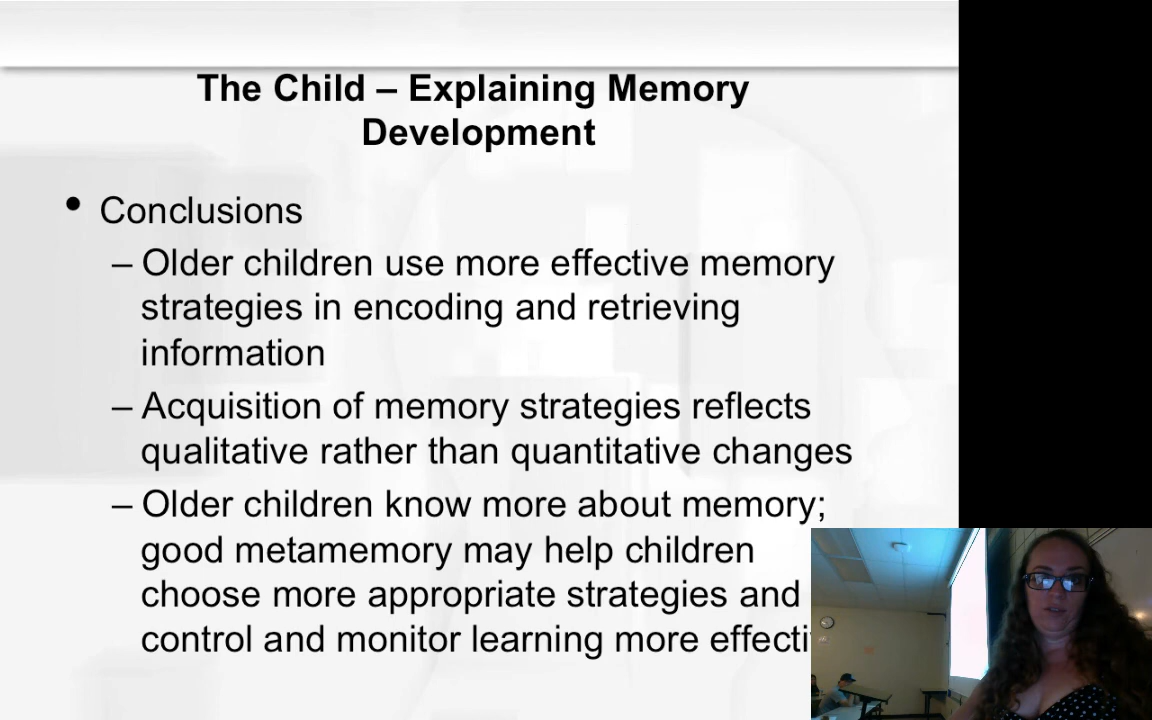 The Child – Explaining Memory
Development
• Conclusions
– Older children use more effective memory
strategies in encoding and retrieving
information
– Acquisition of memory strategies reflects
qualitative rather than quantitative changes
– Older children know more about memory;
good metamemory may help children
choose more appropriate strategies and
control and monitor learning more